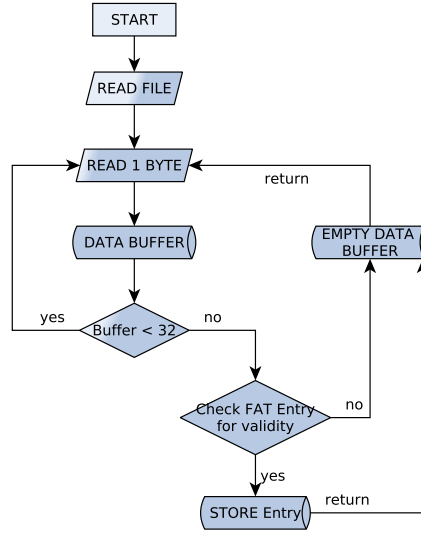 START
READ FILE
READ 1 BYTE
return
DATA BUFFER
EMPTY DATA
BUFFER
yes
Buffer < 32
no
Check FAT Entry
for validity
no
yes
STORE Entry
return